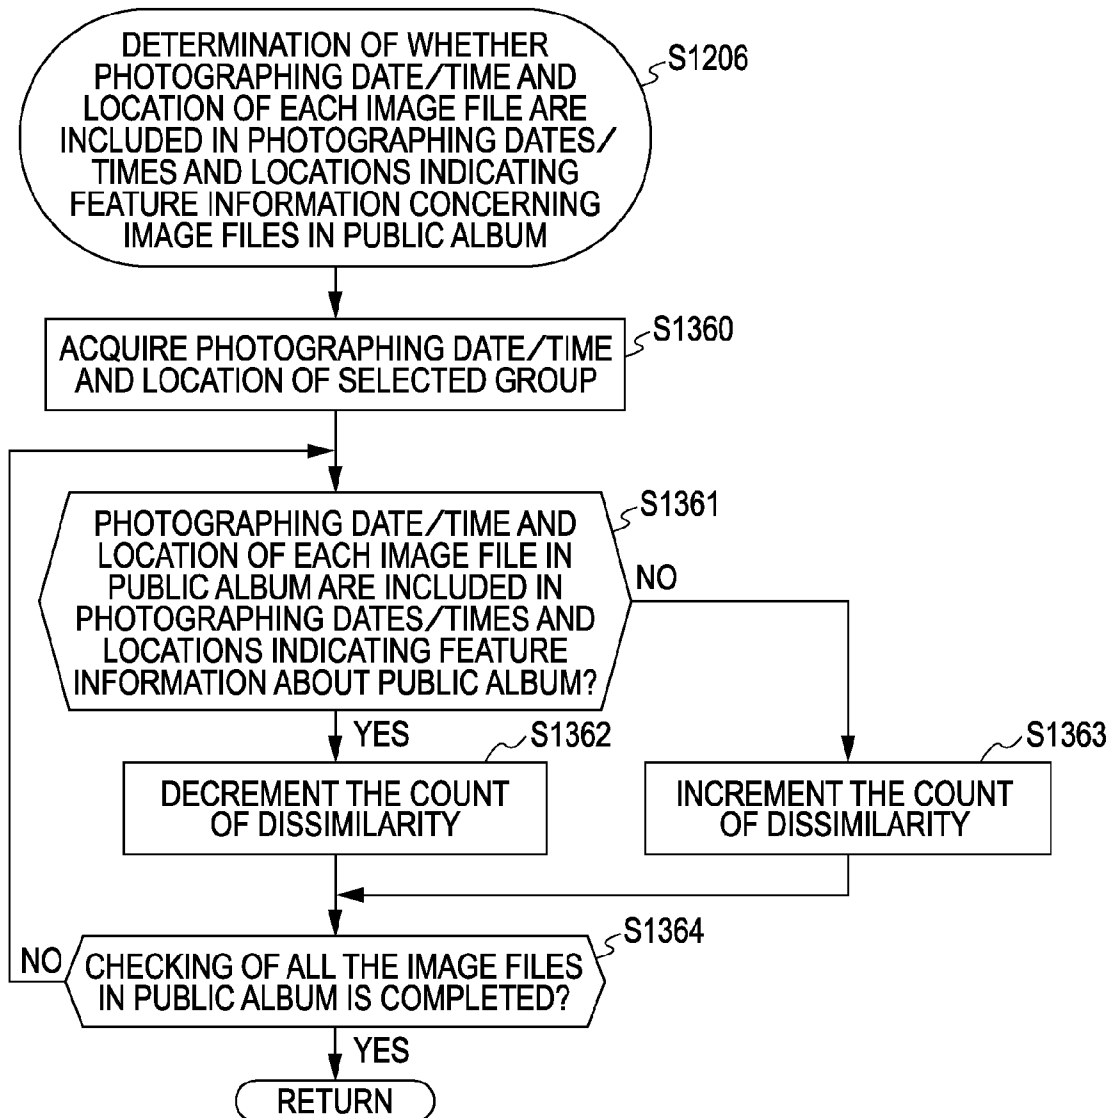 DETERMINATION OF WHETHER
PHOTOGRAPHING DATE/TIME AND
LOCATION OF EACH IMAGE FILE ARE
INCLUDED IN PHOTOGRAPHING DATES/
TIMES AND LOCATIONS INDICATING
FEATURE INFORMATION CONCERNING
IMAGE FILES IN PUBLIC ALBUM
S1206
S1360
ACQUIRE PHOTOGRAPHING DATE/TIME
AND LOCATION OF SELECTED GROUP
S1361
PHOTOGRAPHING DATE/TIME AND
LOCATION OF EACH IMAGE FILE IN
PUBLIC ALBUM ARE INCLUDED IN
PHOTOGRAPHING DATES/TIMES AND
LOCATIONS INDICATING FEATURE
INFORMATION ABOUT PUBLIC ALBUM?
NO
YES
S1362
DECREMENT THE COUNT
OF DISSIMILARITY
S1363
INCREMENT THE COUNT
OF DISSIMILARITY
S1364
NO
CHECKING OF ALL THE IMAGE FILES
IN PUBLIC ALBUM IS COMPLETED?
YES
RETURN